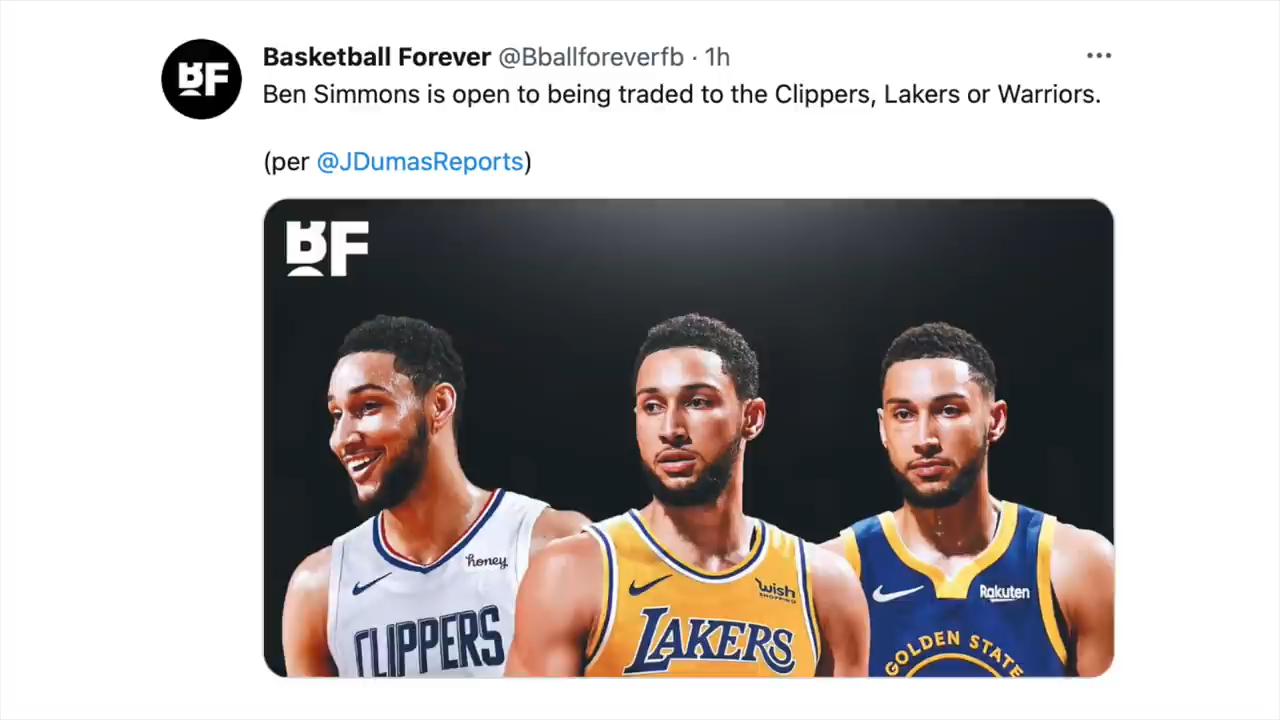 BF
Basketball Forever @Bballforeverfb · 1h
Ben Simmons is open to being traded to the Clippers, Lakers or Warriors.
(per @JDumasReports)
BF
honey
CLIPPERS
wish
SHOPPING
LAKERS
Rakuten
GOLDEN STATE